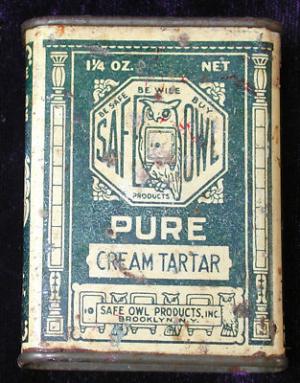 1¼ OZ. NET
BE SAFE BE WISE BUY
SAFE OWL
PRODUCTS
PURE
CREAM TARTAR
SAFE OWL PRODUCTS, INC.
BROOKLYN N.Y.